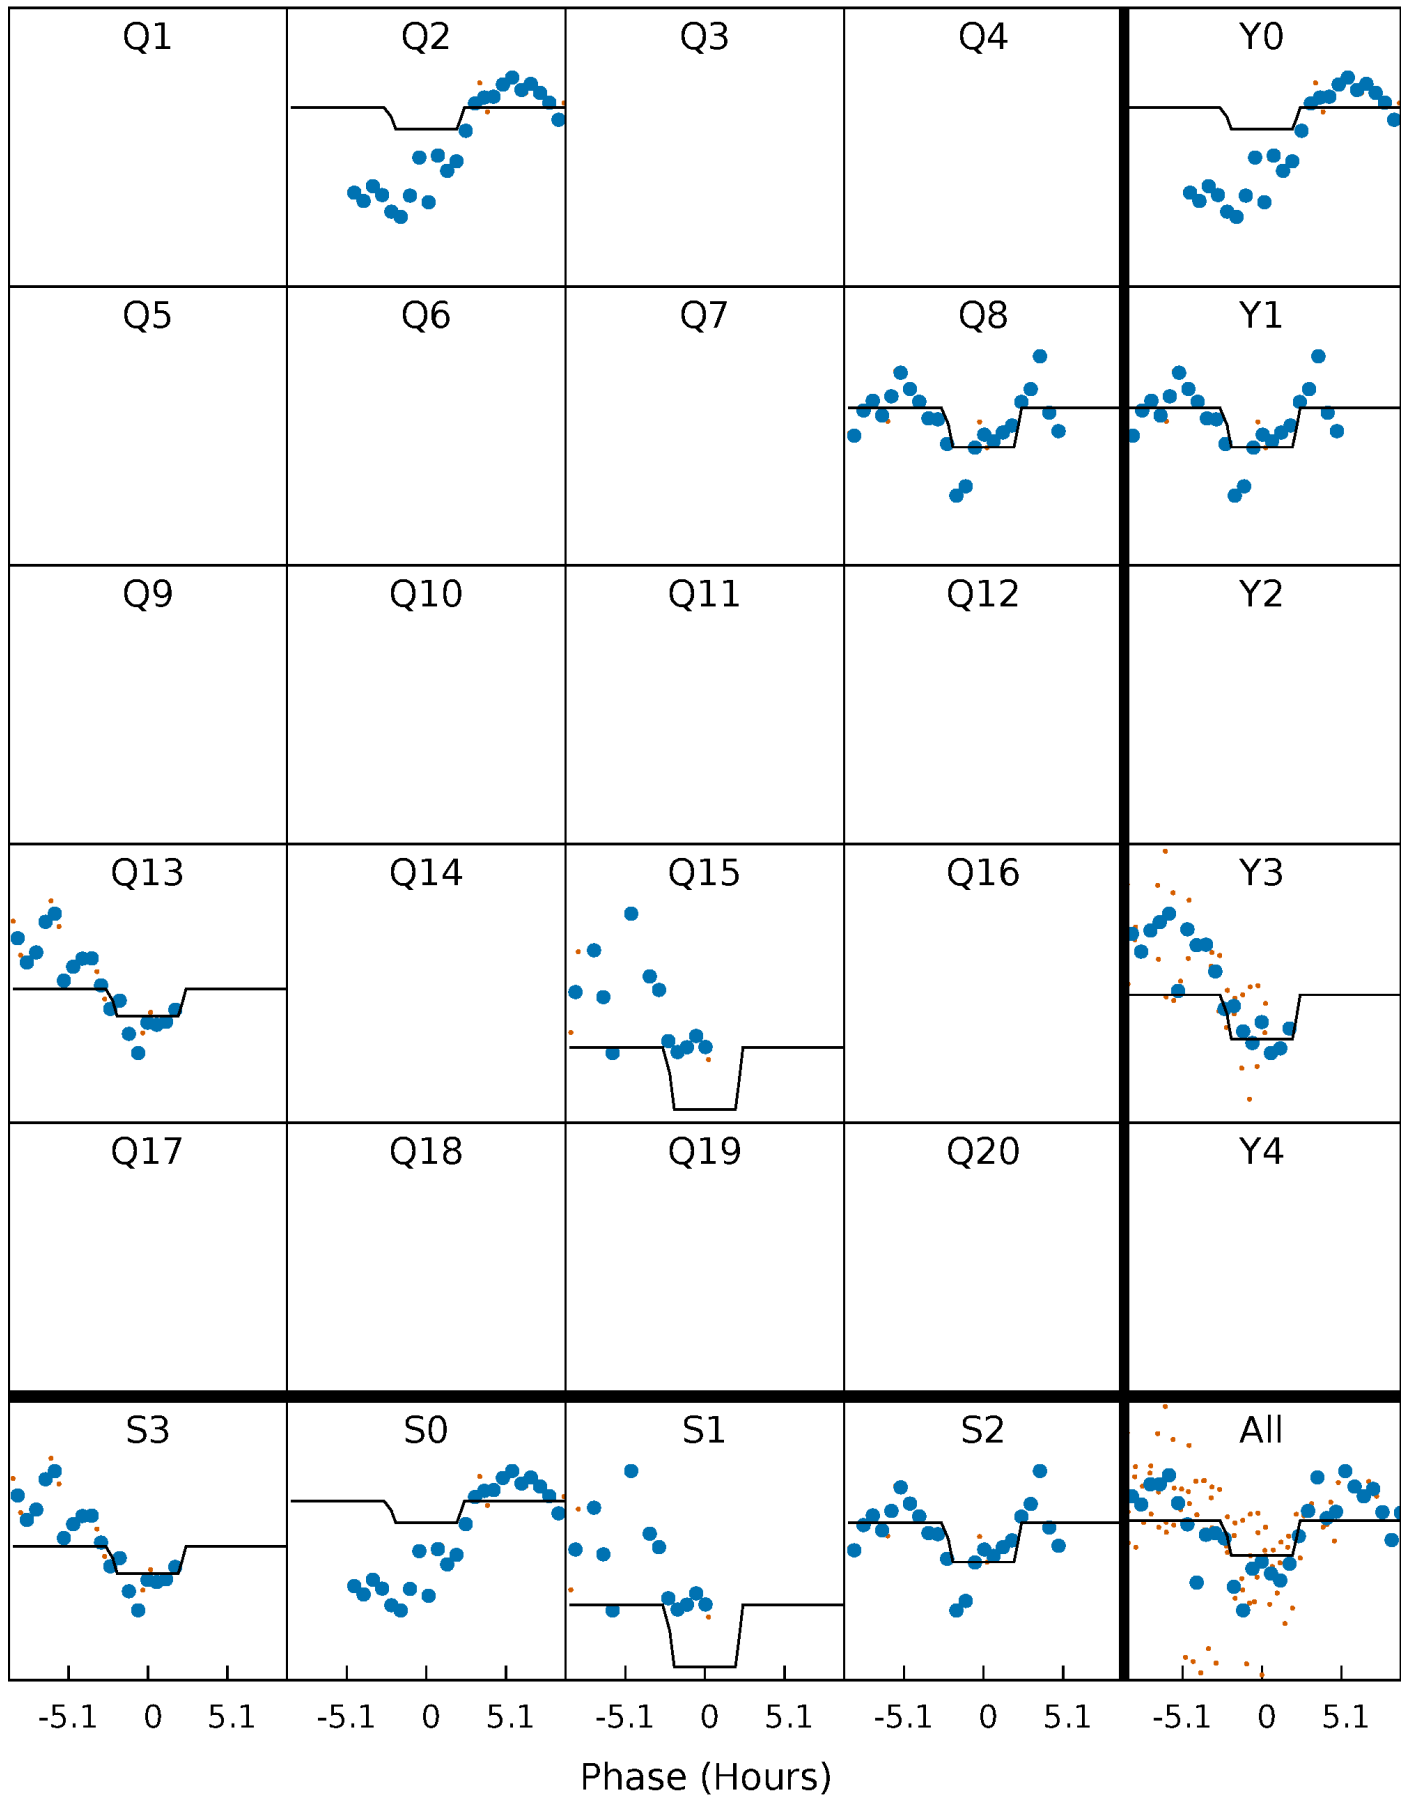 Q1 Q2 Q3 Q4 Y0
Q5 Q6 Q7 Q8 Y1
Q9 Q10 Q11 Q12 Y2
Q13 Q14 Q15 Q16 Y3
Q17 Q18 Q19 Q20 Y4
S3 S0 S1 S2 All
-5.1 0 5.1 -5.1 0 5.1 -5.1 0 5.1 -5.1 0 5.1 -5.1 0 5.1
Phase (Hours)